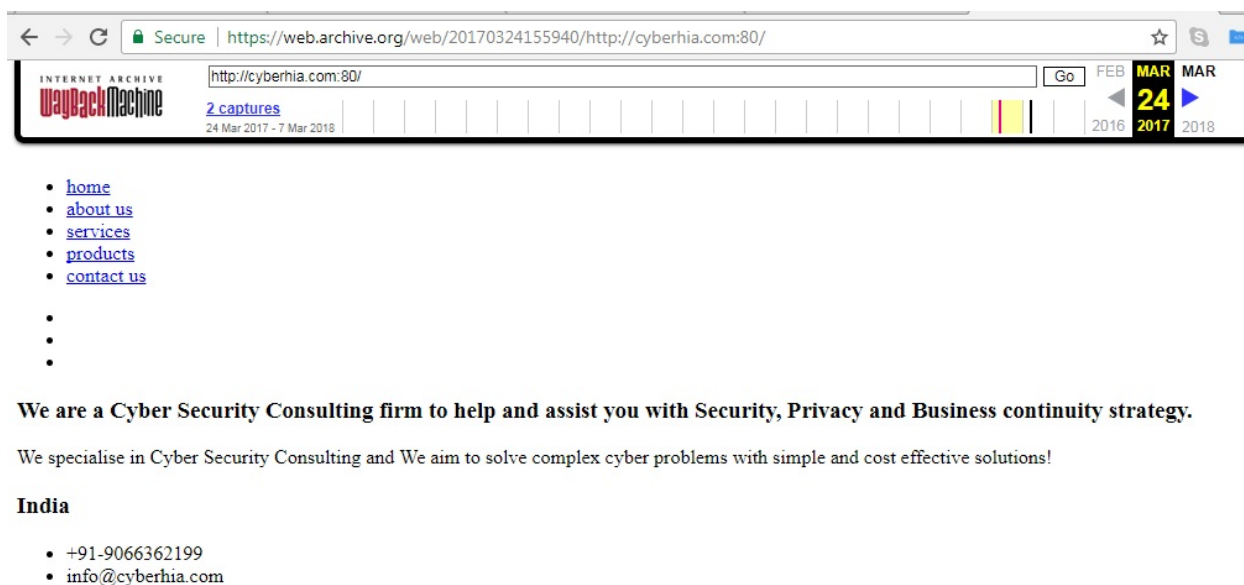 Secure | https://web.archive.org/web/20170324155940/http://cyberhia.com:80/
INTERNET ARCHIVE
WayBackMachine
http://cyberhia.com:80/
Go
FEB MAR MAR
2 captures
24
24 Mar 2017 - 7 Mar 2018
2016 2017 2018
home
about us
services
products
contact us
We are a Cyber Security Consulting firm to help and assist you with Security, Privacy and Business continuity strategy.
We specialise in Cyber Security Consulting and We aim to solve complex cyber problems with simple and cost effective solutions!
India
+91-9066362199
info@cyberhia.com